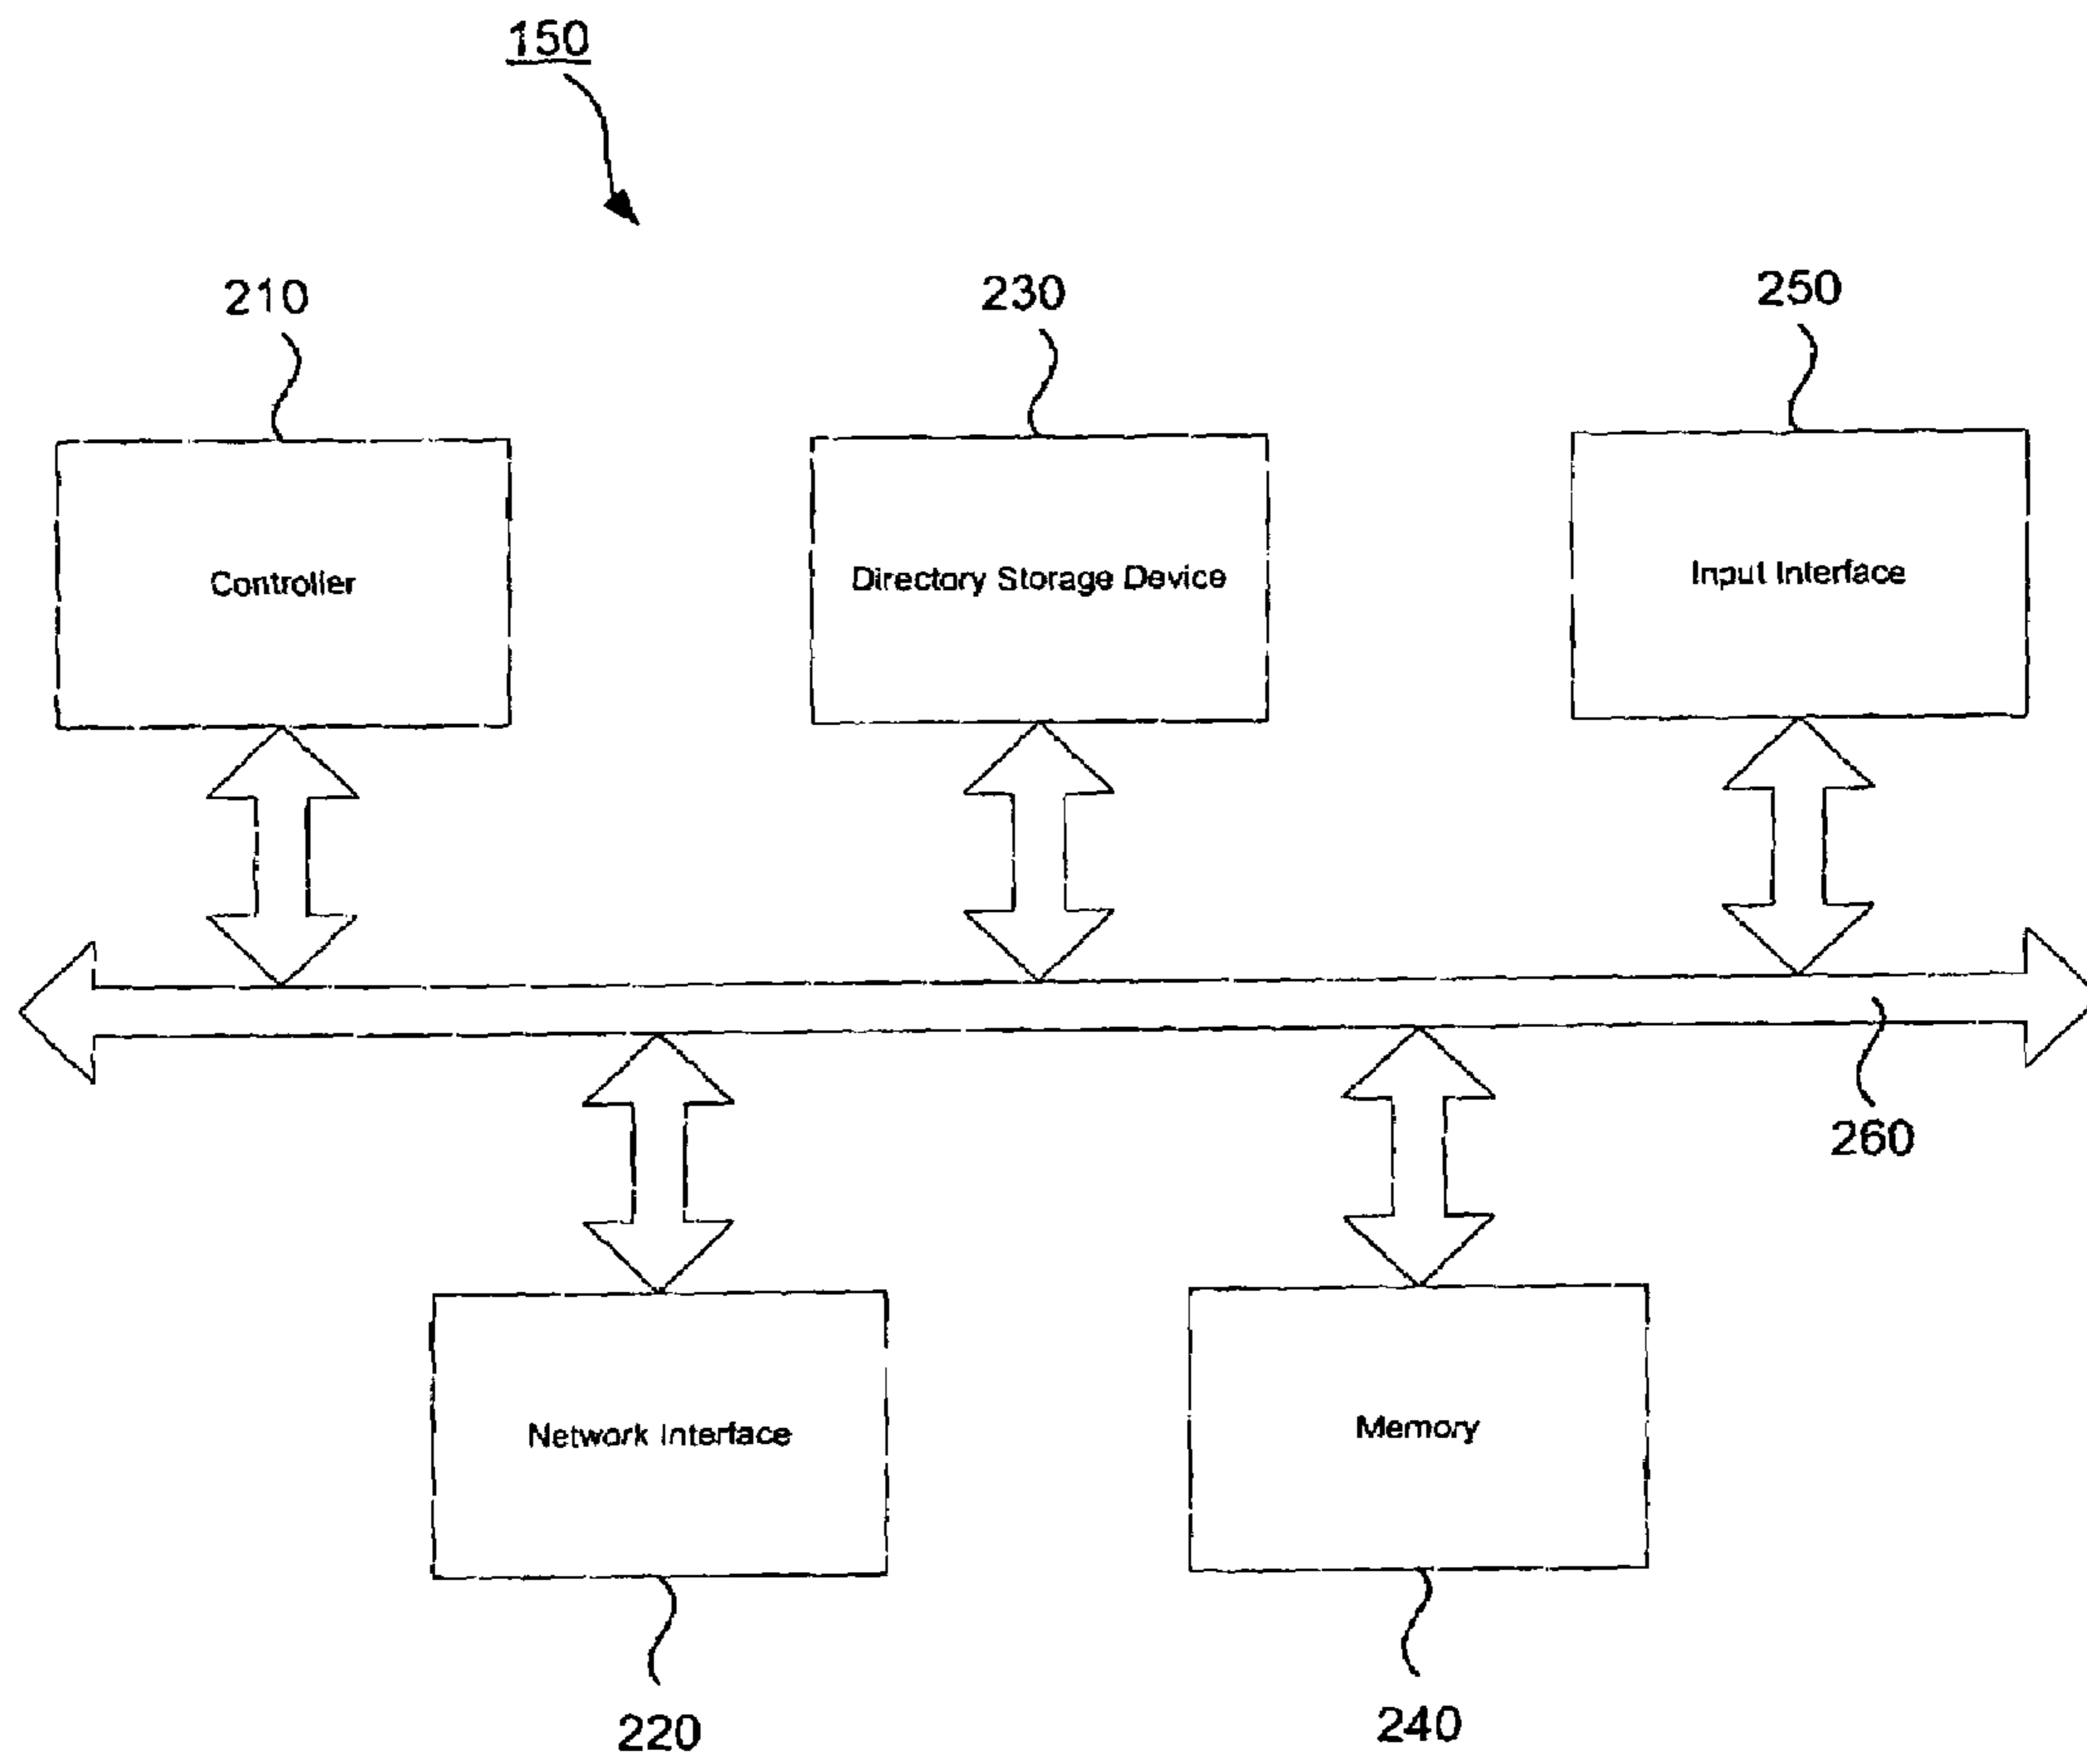 150
210
230
250
Controller
Directory Storage Device
Input Interface
260
Network Interface
Memory
220
240